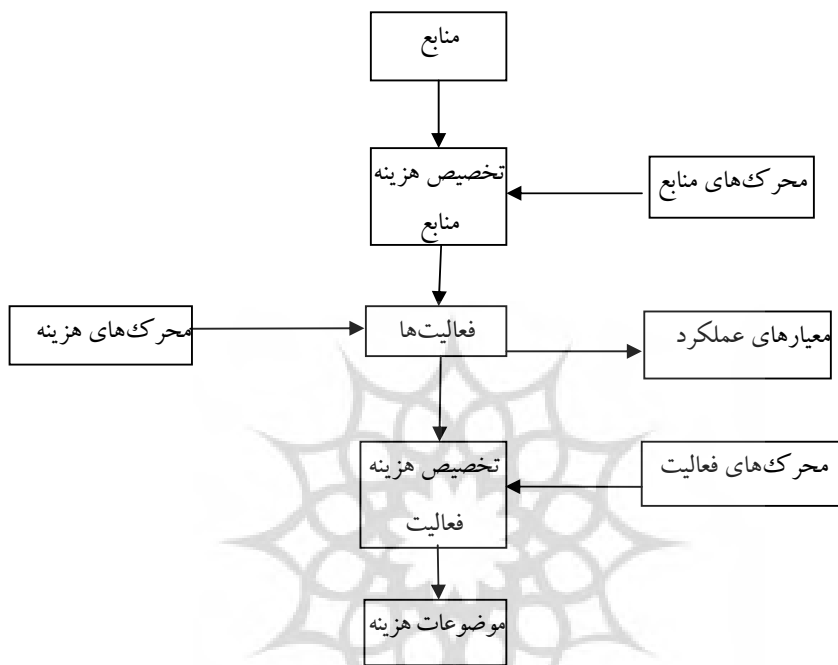 منابع
تخصیص هزینه
منابع
محرک‌های منابع
فعالیت‌ها
محرک‌های هزینه
معیارهای عملکرد
تخصیص هزینه
فعالیت
محرک‌های فعالیت
موضوعات هزینه